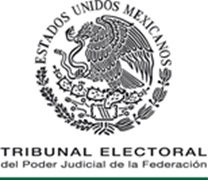 ESTADOS UNIDOS MEXICANOS
TRIBUNAL ELECTORAL
del Poder Judicial de la Federación